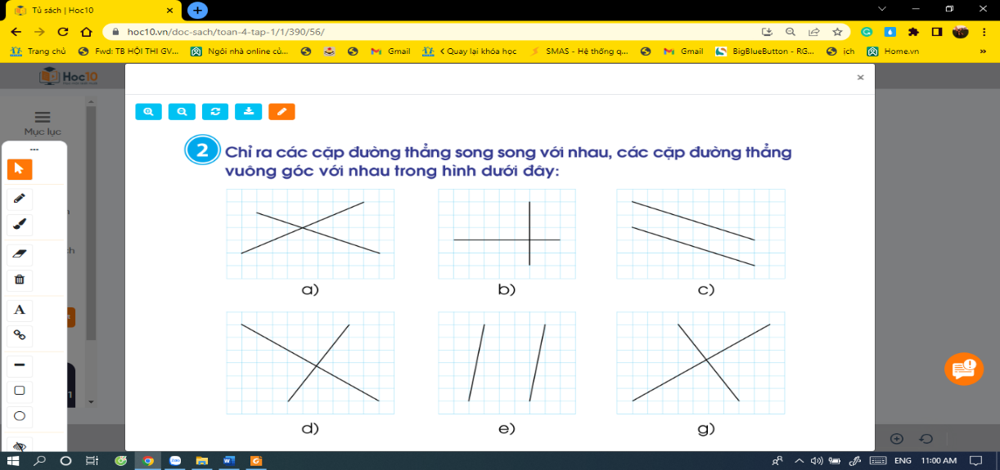 Tủ sách | Hoc10
hoc10.vn/doc-sach/toan-4-tap-1/1/390/56/
Trang chủ Fwd: TB HỘI THI GV... Ngôi nhà online củ... Gmail < Quay lại khóa học SMAS - Hệ thống q... Gmail BigBlueButton - RG... ịch Home.vn »
Hoc10
Mục lục
2 Chỉ ra các cặp đường thẳng song song với nhau, các cặp đường thẳng
vuông góc với nhau trong hình dưới đây:
a) b) c)
d) e) g)
A
ENG 11:00 AM